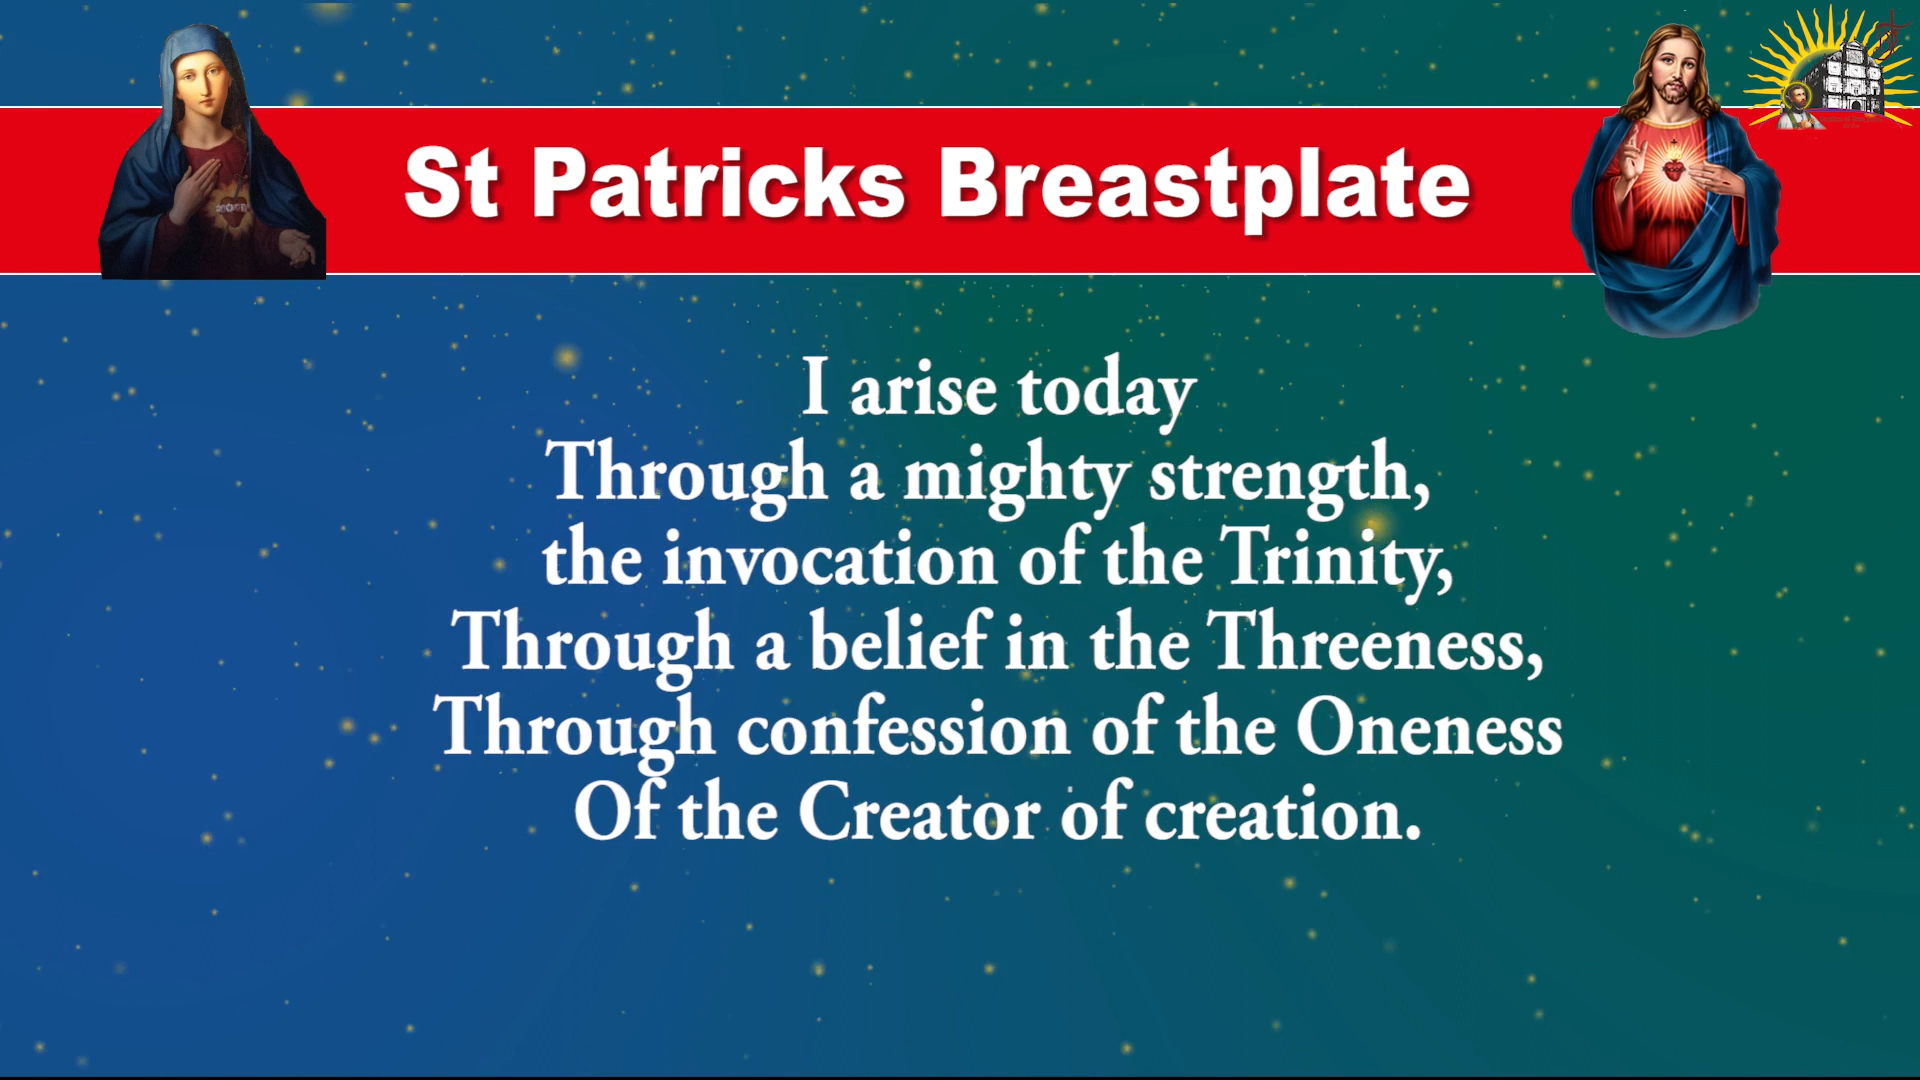 St Patricks Breastplate
I arise today
Through a mighty strength,
the invocation of the Trinity,
Through a belief in the Threeness,
Through confession of the Oneness
Of the Creator of creation.